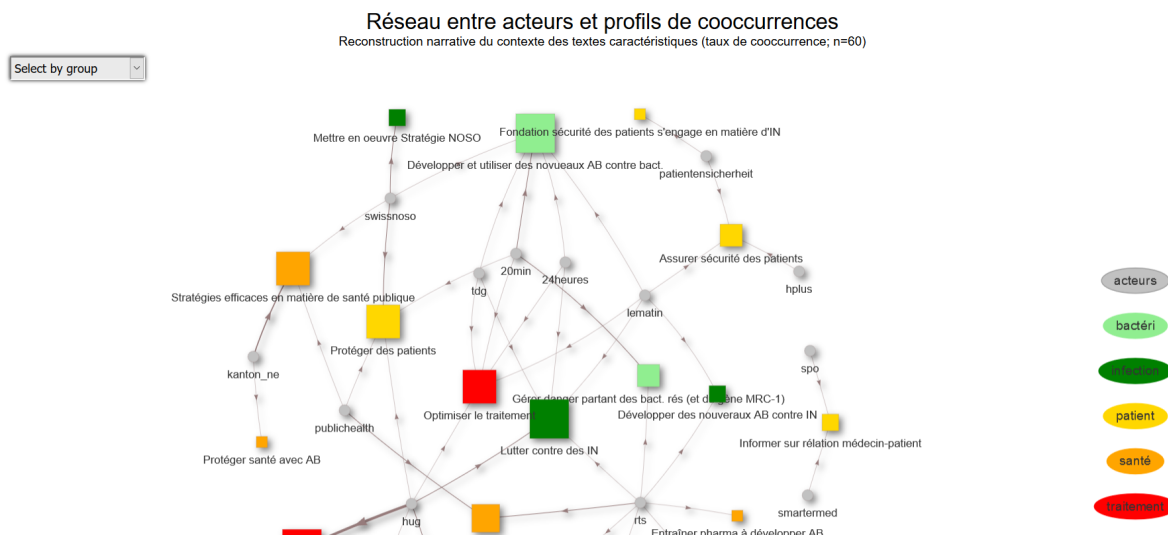 Réseau entre acteurs et profils de cooccurrences
Reconstruction narrative du contexte des textes caractéristiques (taux de cooccurrence; n=60)
Select by group
Mettre en oeuvre Stratégie NOSO
Fondation sécurité des patients s'engage en matière d'IN
Développer et utiliser des novueaux AB contre bact.
patientensicherheit
swissnoso
Assurer sécurité des patients
20min
24heures
tdg
hplus
acteurs
Stratégies efficaces en matière de santé publique
lematin
bactéri
Protéger des patients
kanton_ne
spo
infection
Gérer danger partant des bact. rés (et du gène MRC-1)
Optimiser le traitement
Développer des nouveraux AB contre IN
patient
publichealth
Lutter contre des IN
Informer sur rélation médecin-patient
Protéger santé avec AB
santé
smartermed
hug
rts
traitement
Entraîner pharma à développer AB